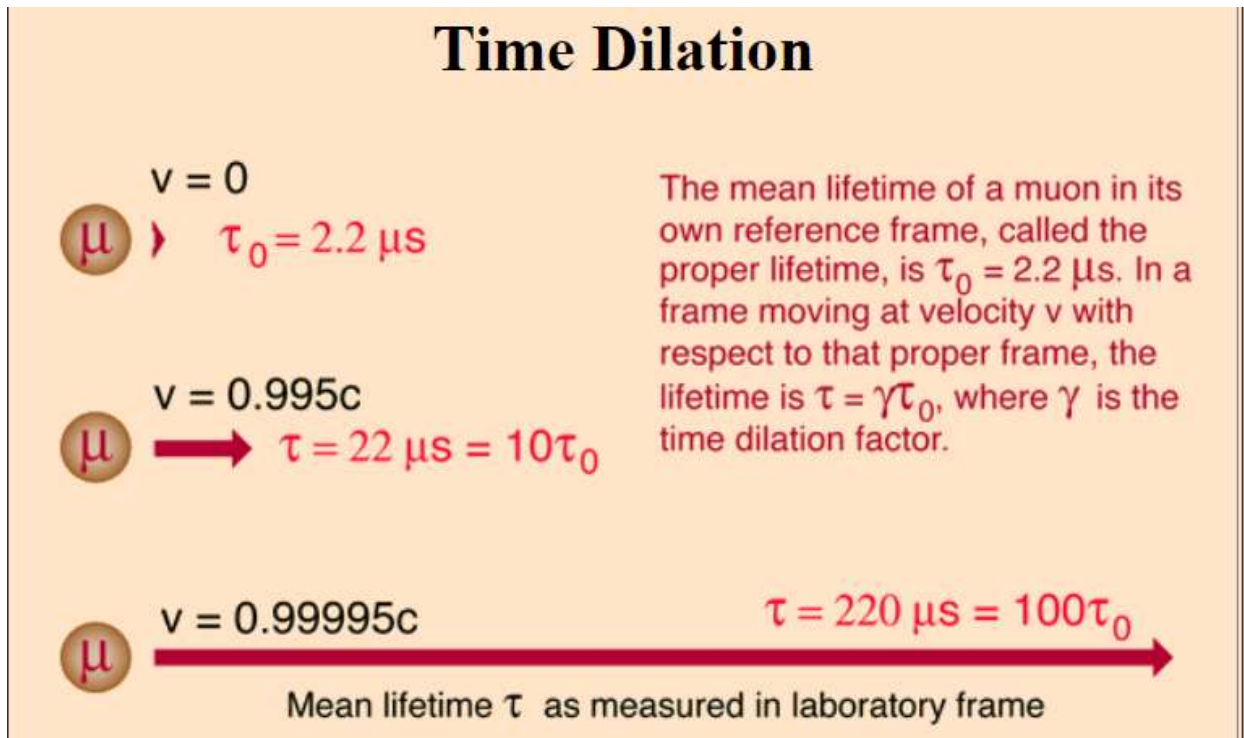 Time Dilation
v = 0
μ
τ₀ = 2.2 μs
The mean lifetime of a muon in its
own reference frame, called the
proper lifetime, is τ₀ = 2.2 μs. In a
frame moving at velocity v with
respect to that proper frame, the
lifetime is τ = γτ₀, where γ is the
time dilation factor.
v = 0.995c
μ
τ = 22 μs = 10τ₀
v = 0.99995c
τ = 220 μs = 100τ₀
μ
Mean lifetime τ as measured in laboratory frame